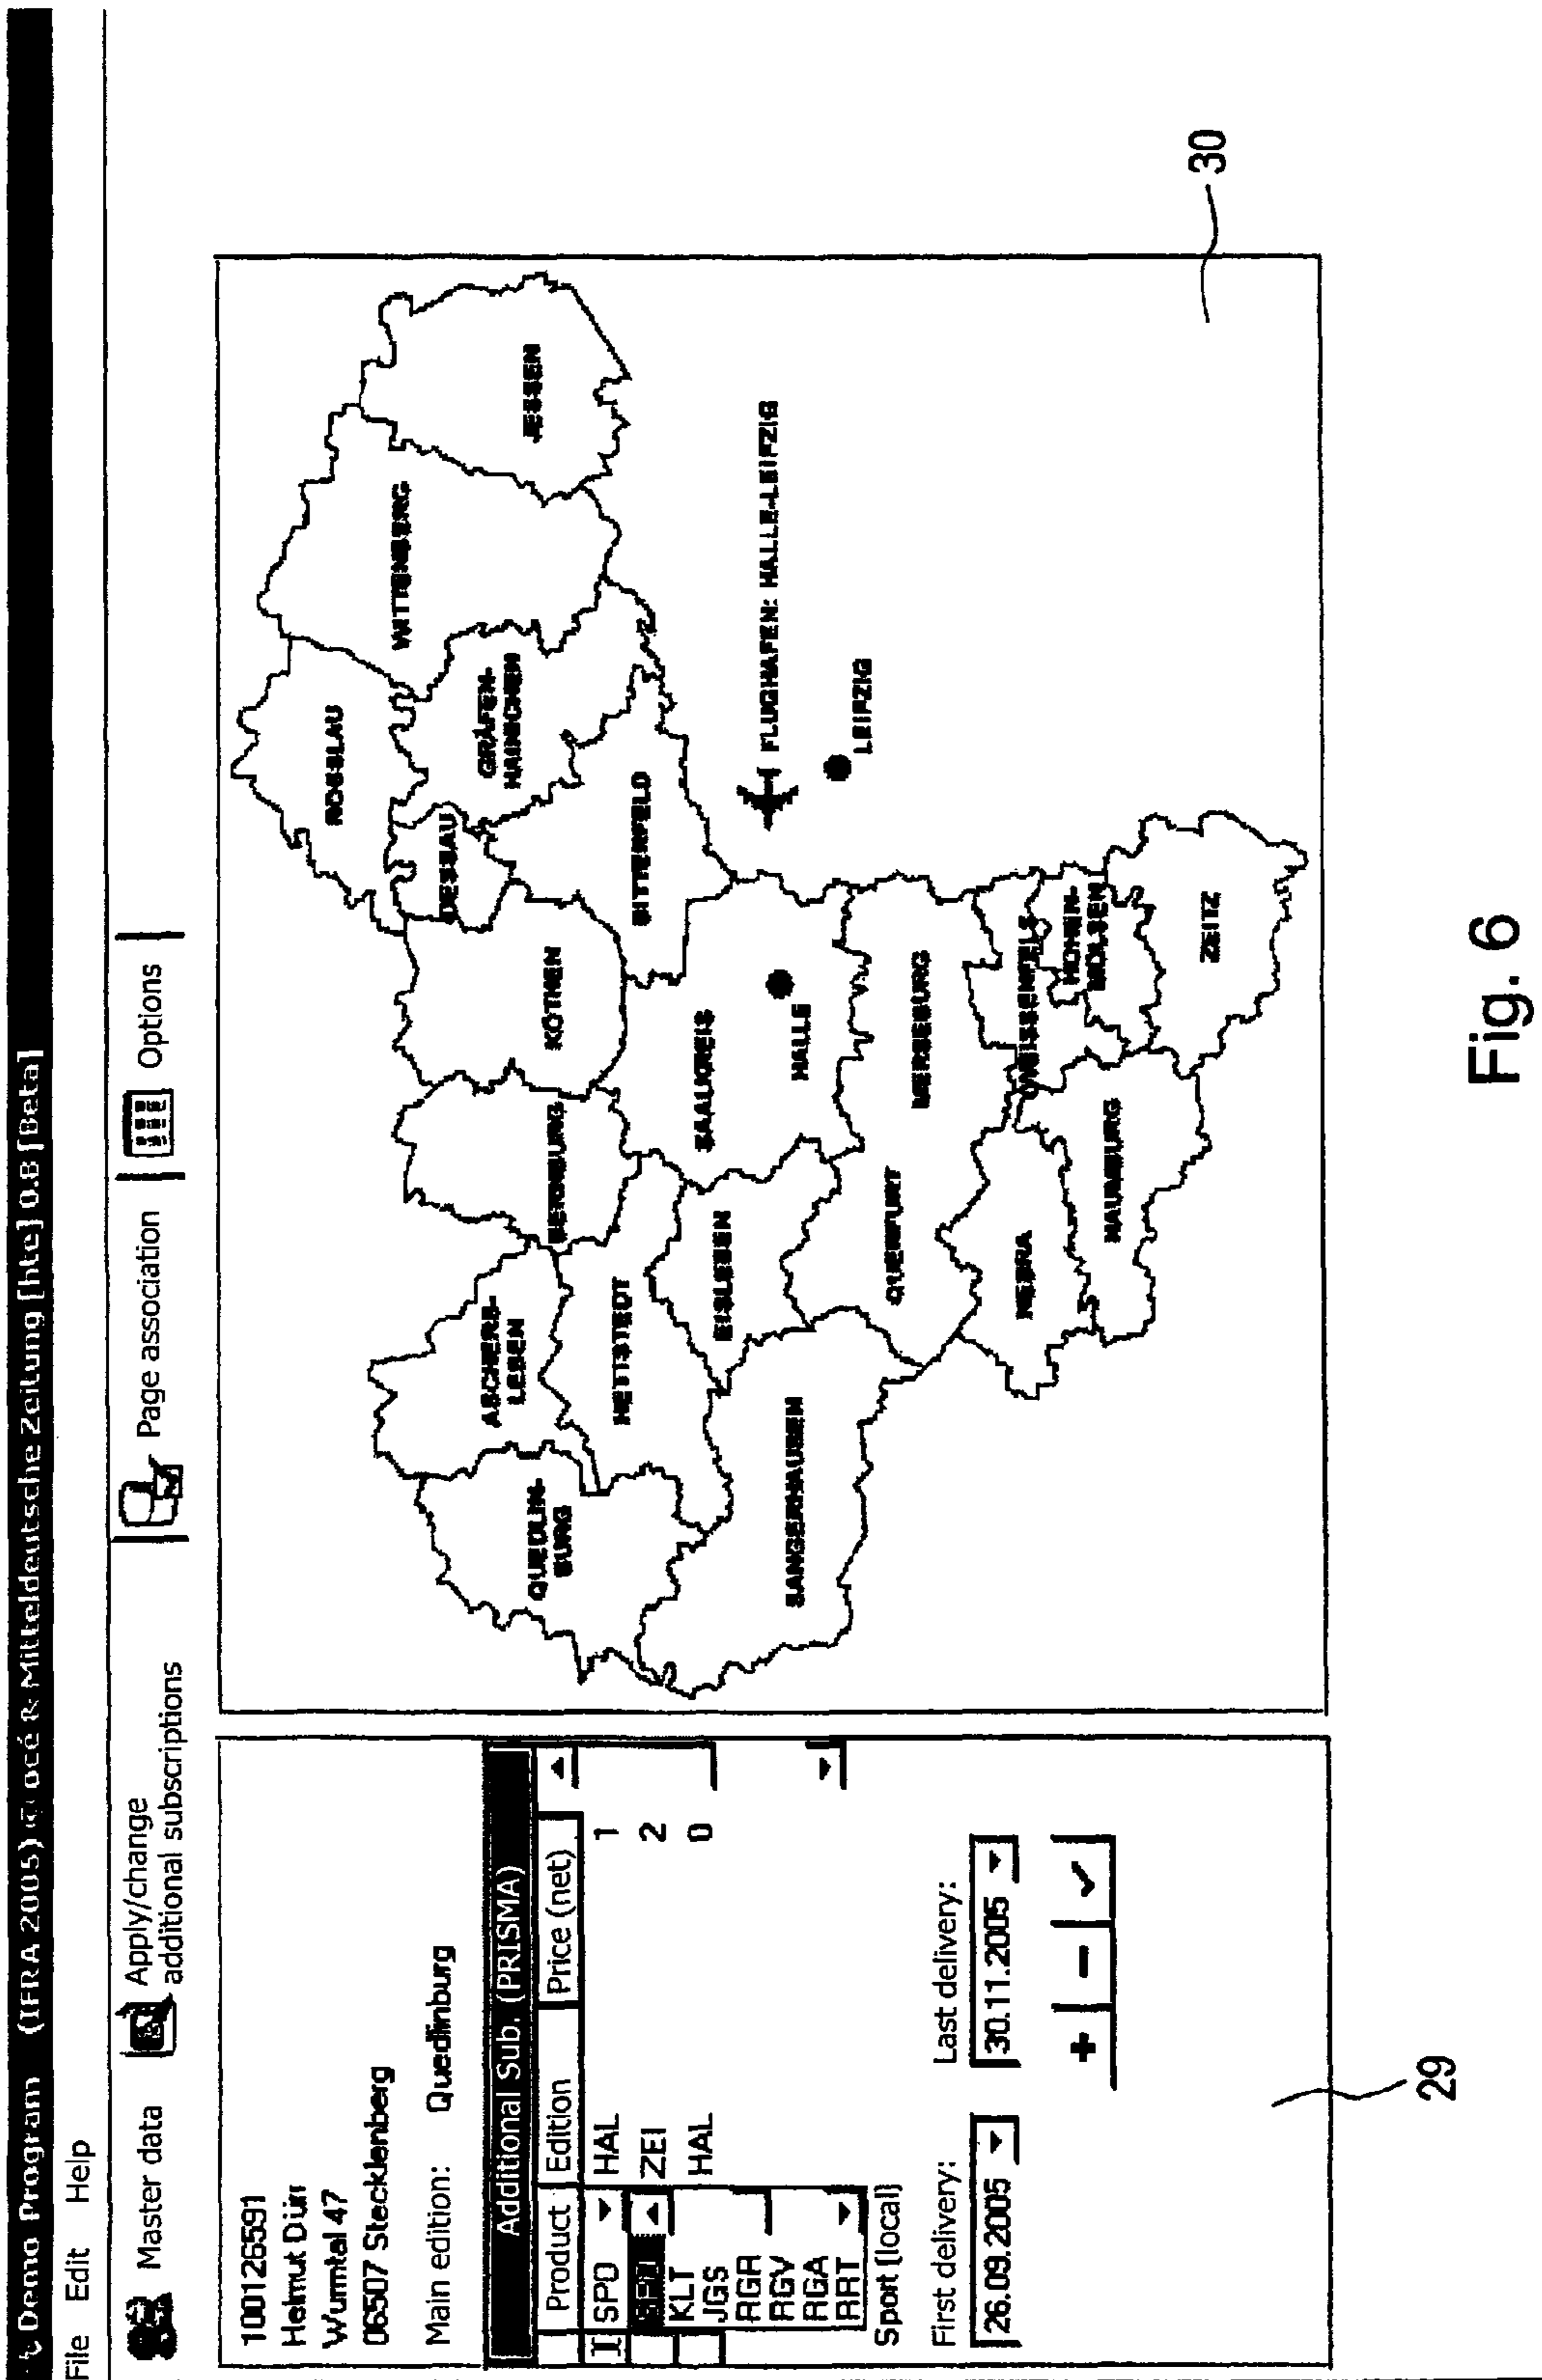 Demo Program (IFRA 2005) © océ & Mitteldeutsche Zeitung [hte] 0.8 [Beta]
File Edit Help
Master data
Apply/change
additional subscriptions
Page association
Options
100126591
Helmut Dürr
Wurmtal 47
06507 Stecklenberg
Main edition: Quedlinburg
Additional Sub. (PRISMA)
Product Edition Price (net)
SPO HAL 1
ZEI 2
KLT HAL 0
JGS
RGR
RGV
RGA
RRT
Sport (local)
First delivery: Last delivery:
26.09.2005 30.11.2005
+ − ✓
29
ROSSLAU
WITTENBERG
JESSEN
DESSAU
GRÄFEN-
HAINICHEN
KÖTHEN
BERNBURG
BITTERFELD
ASCHERS-
LEBEN
QUEDLIN-
BURG
HETTSTEDT
SAALKREIS
EISLEBEN
SANGERHAUSEN
HALLE
FLUGHAFEN: HALLE-LEIPZIG
LEIPZIG
QUERFURT
MERSEBURG
NEBRA
WEISSENFELS
HOHEN-
MÖLSEN
NAUMBURG
ZEITZ
30
Fig. 6